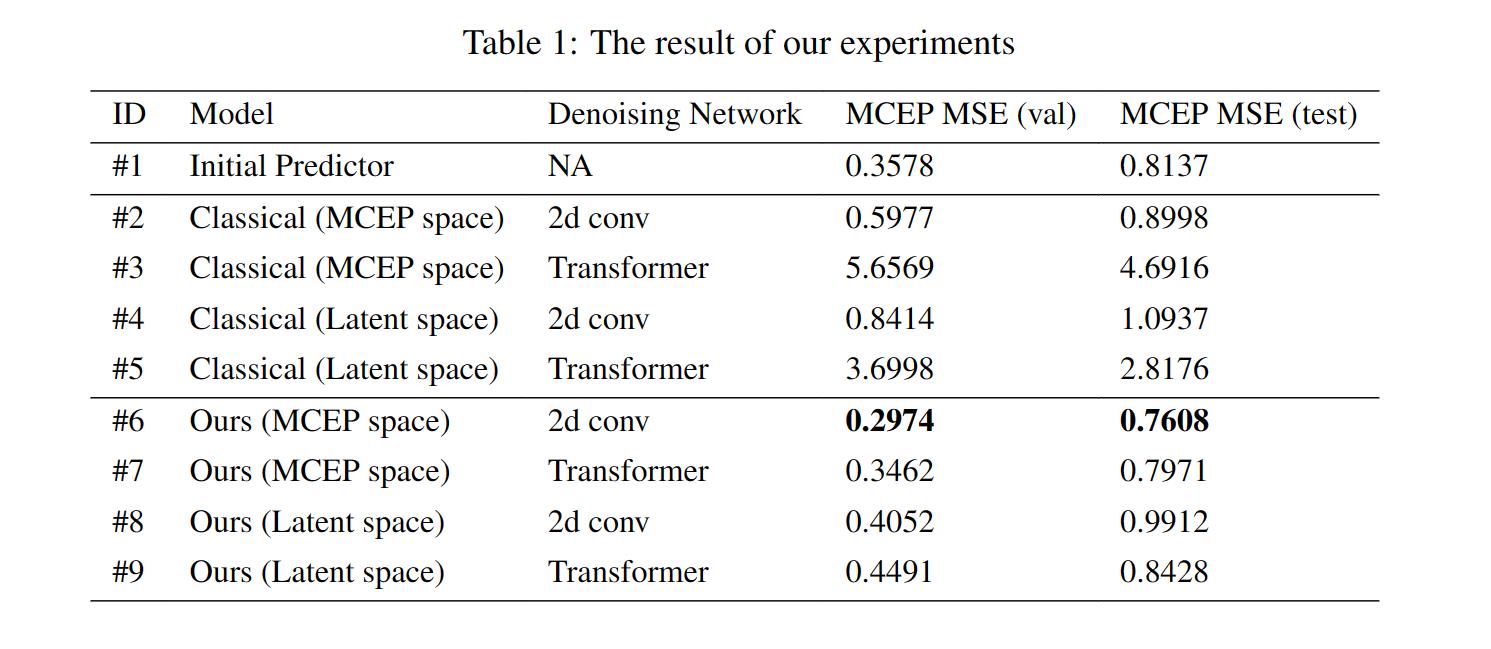 Table 1: The result of our experiments
ID Model Denoising Network MCEP MSE (val) MCEP MSE (test)
#1 Initial Predictor NA 0.3578 0.8137
#2 Classical (MCEP space) 2d conv 0.5977 0.8998
#3 Classical (MCEP space) Transformer 5.6569 4.6916
#4 Classical (Latent space) 2d conv 0.8414 1.0937
#5 Classical (Latent space) Transformer 3.6998 2.8176
#6 Ours (MCEP space) 2d conv 0.2974 0.7608
#7 Ours (MCEP space) Transformer 0.3462 0.7971
#8 Ours (Latent space) 2d conv 0.4052 0.9912
#9 Ours (Latent space) Transformer 0.4491 0.8428